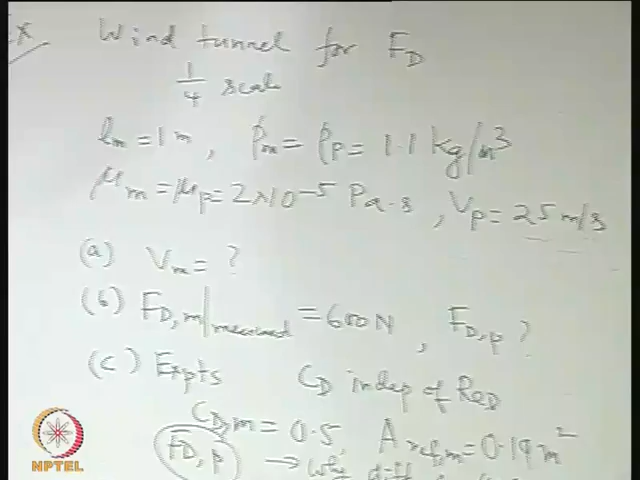 Ex Wind tunnel for F_D
1/4 scale
l_m = 1 m, ρ_m = ρ_p = 1.1 kg/m³
μ_m = μ_p = 2×10⁻⁵ Pa·s, V_p = 25 m/s
(a) V_m = ?
(b) F_D,m|measured = 600 N, F_D,p ?
(c) Expts C_D indep of Re_D
C_D,m = 0.5, A_ref,m = 0.19 m²
F_D,p → why diff
NPTEL